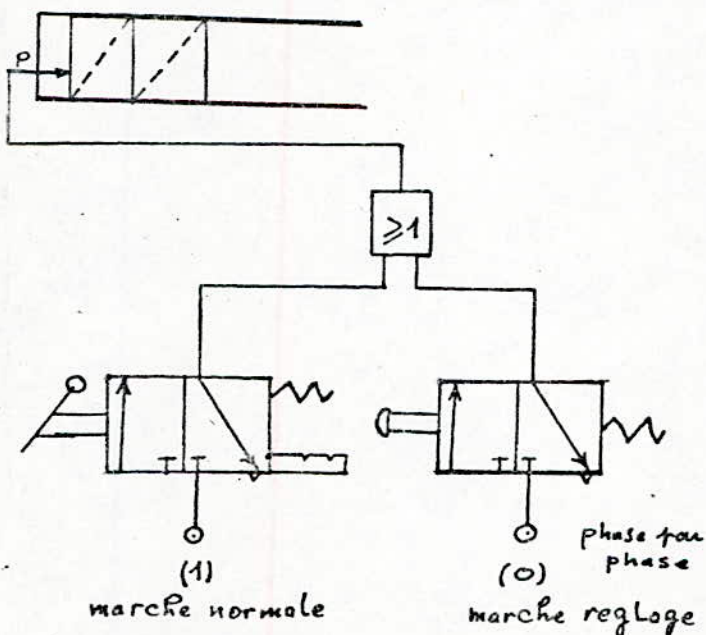 P
≥1
phase par
phase
(1)
(0)
marche normale
marche reglage